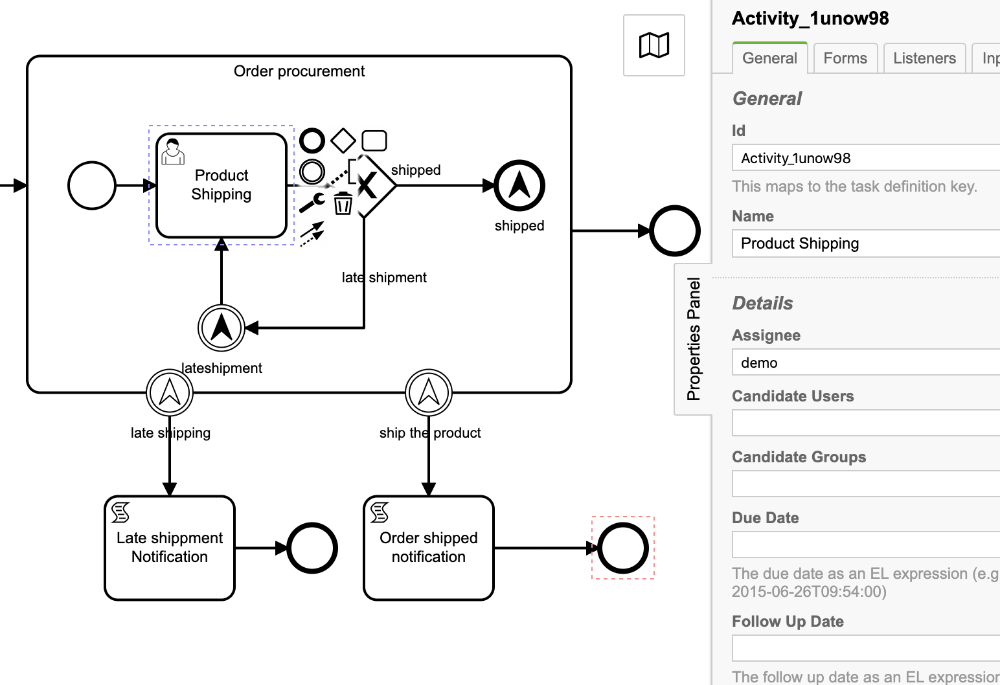 Order procurement
Product
Shipping
shipped
shipped
late shipment
lateshipment
late shipping
ship the product
Late shippment
Notification
Order shipped
notification
Properties Panel
Activity_1unow98
General
Forms
Listeners
Inp
General
Id
Activity_1unow98
This maps to the task definition key.
Name
Product Shipping
Details
Assignee
demo
Candidate Users
Candidate Groups
Due Date
The due date as an EL expression (e.g
2015-06-26T09:54:00)
Follow Up Date
The follow up date as an EL expression